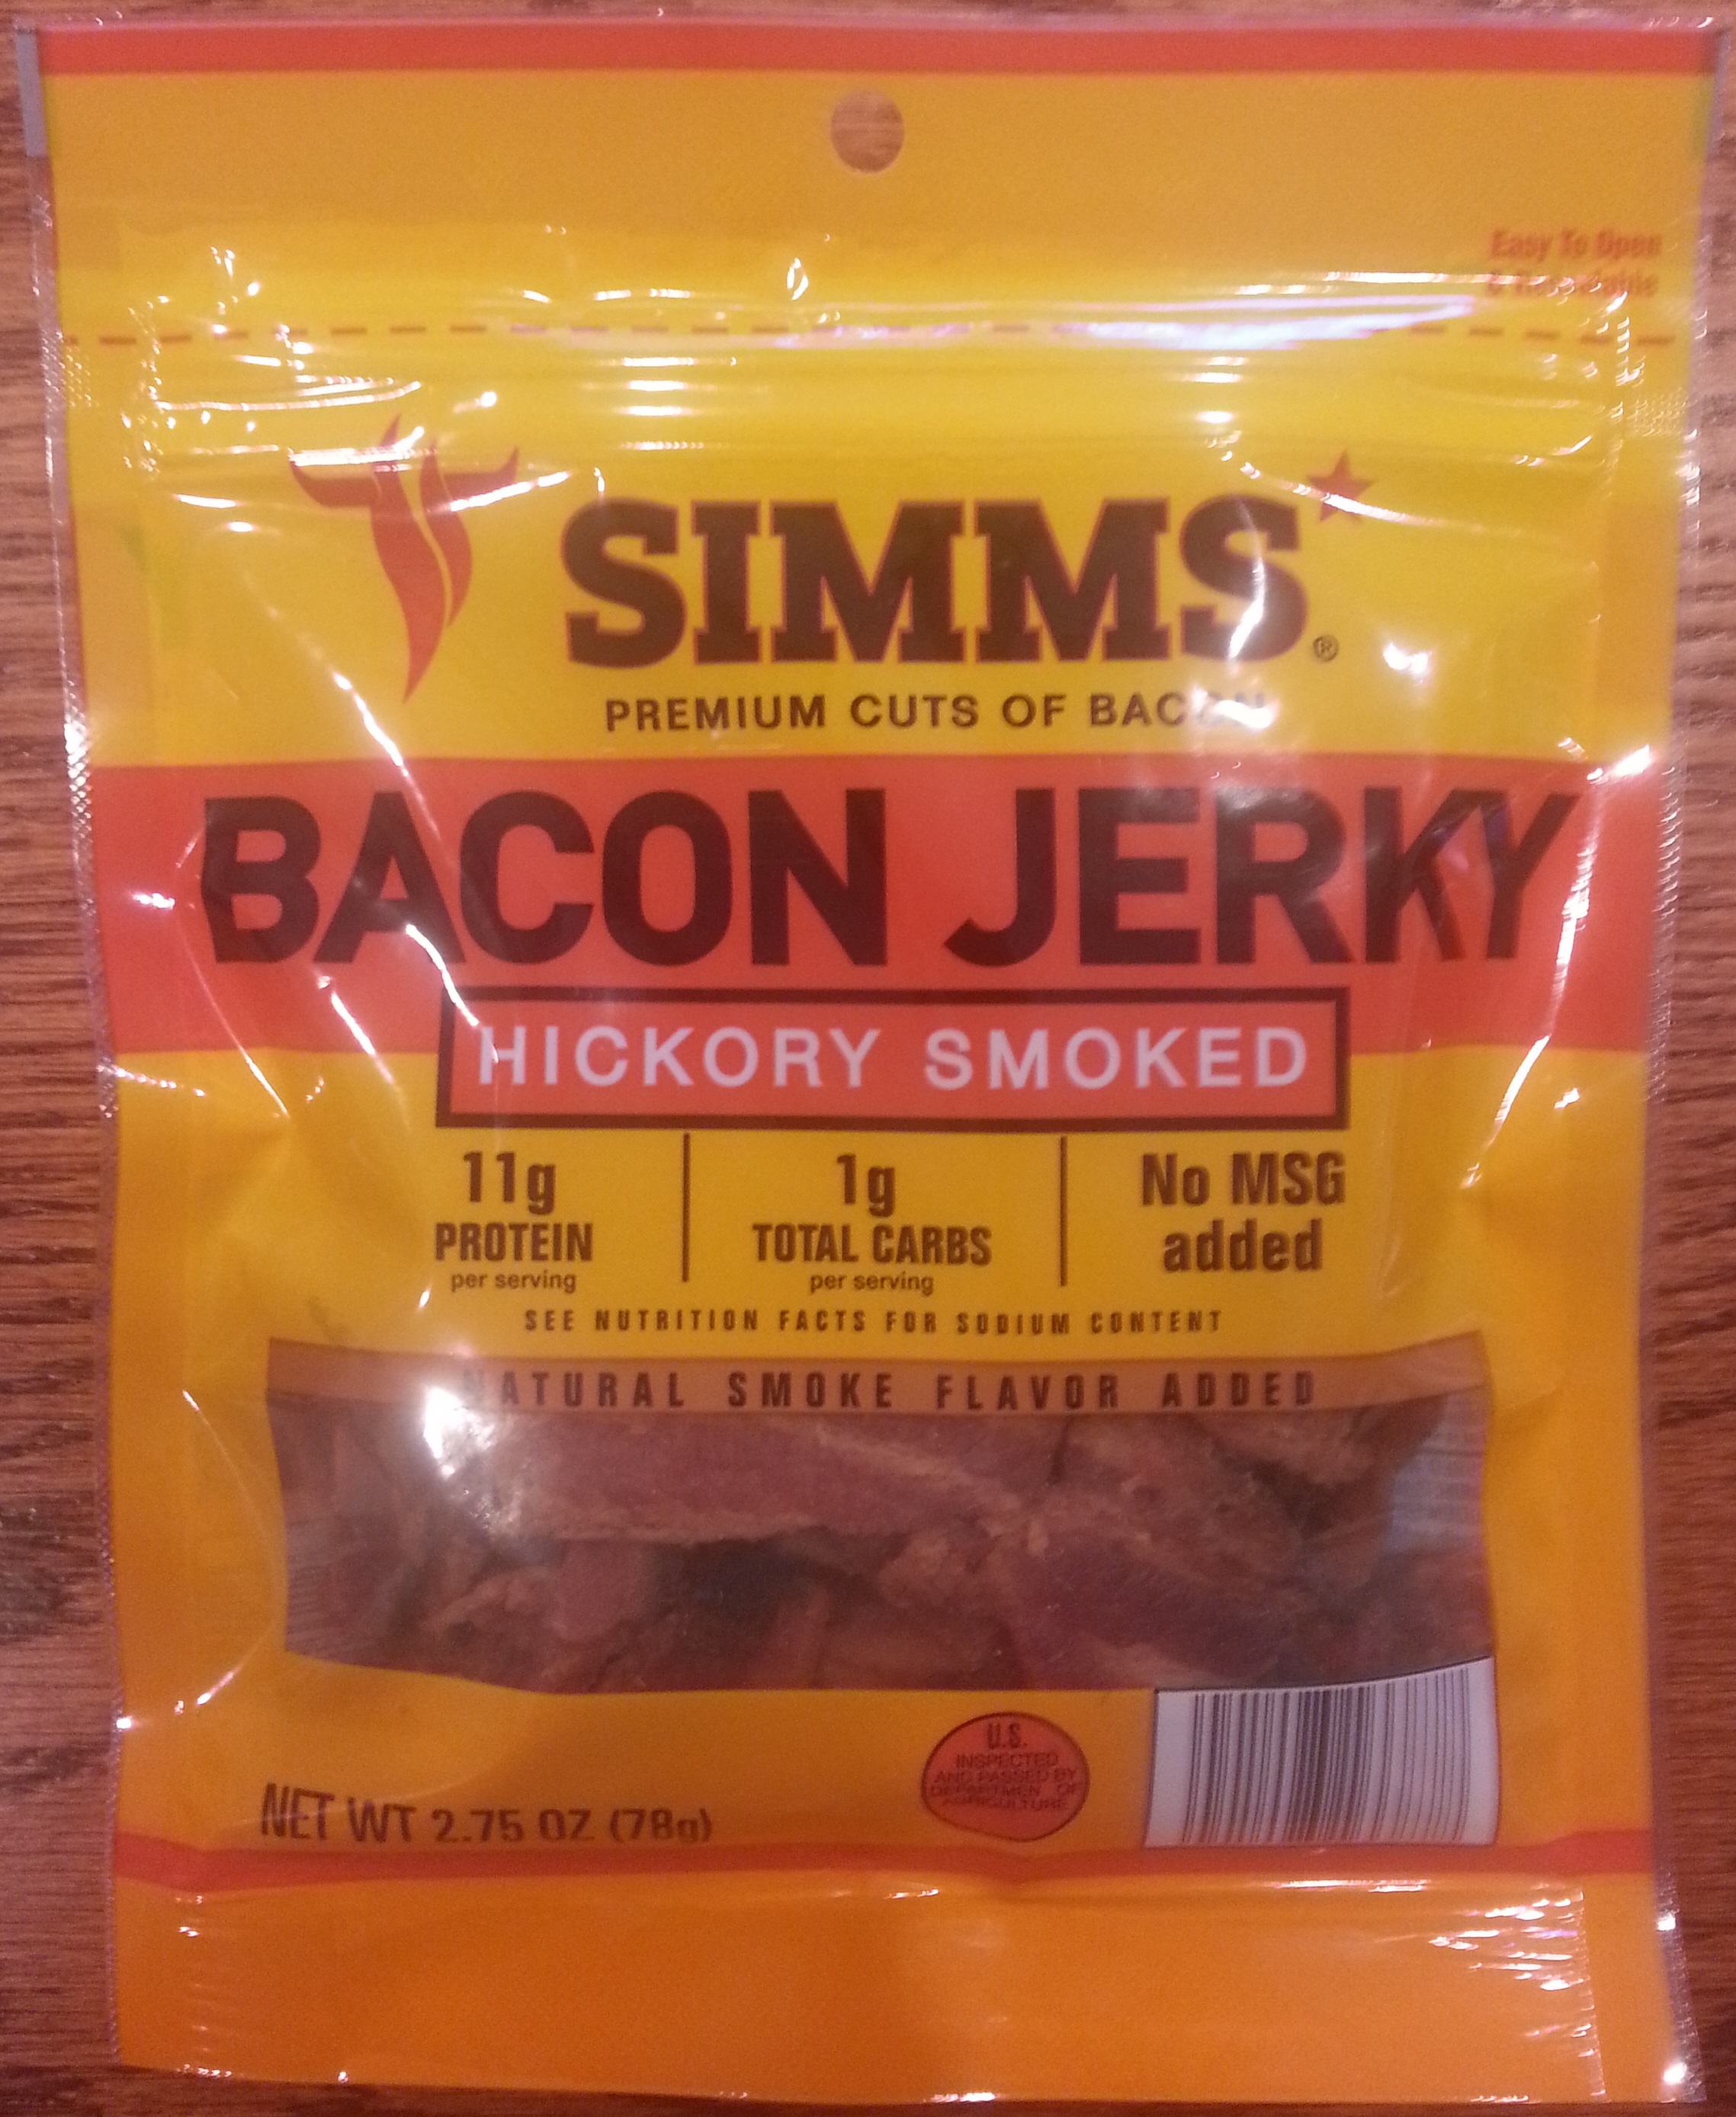 Easy To Open
& Resealable
SIMMS®
PREMIUM CUTS OF BACON
BACON JERKY
HICKORY SMOKED
11g
PROTEIN
per serving
1g
TOTAL CARBS
per serving
No MSG
added
SEE NUTRITION FACTS FOR SODIUM CONTENT
NATURAL SMOKE FLAVOR ADDED
U.S.
INSPECTED
AND PASSED BY
DEPARTMENT OF
AGRICULTURE
NET WT 2.75 OZ (78g)